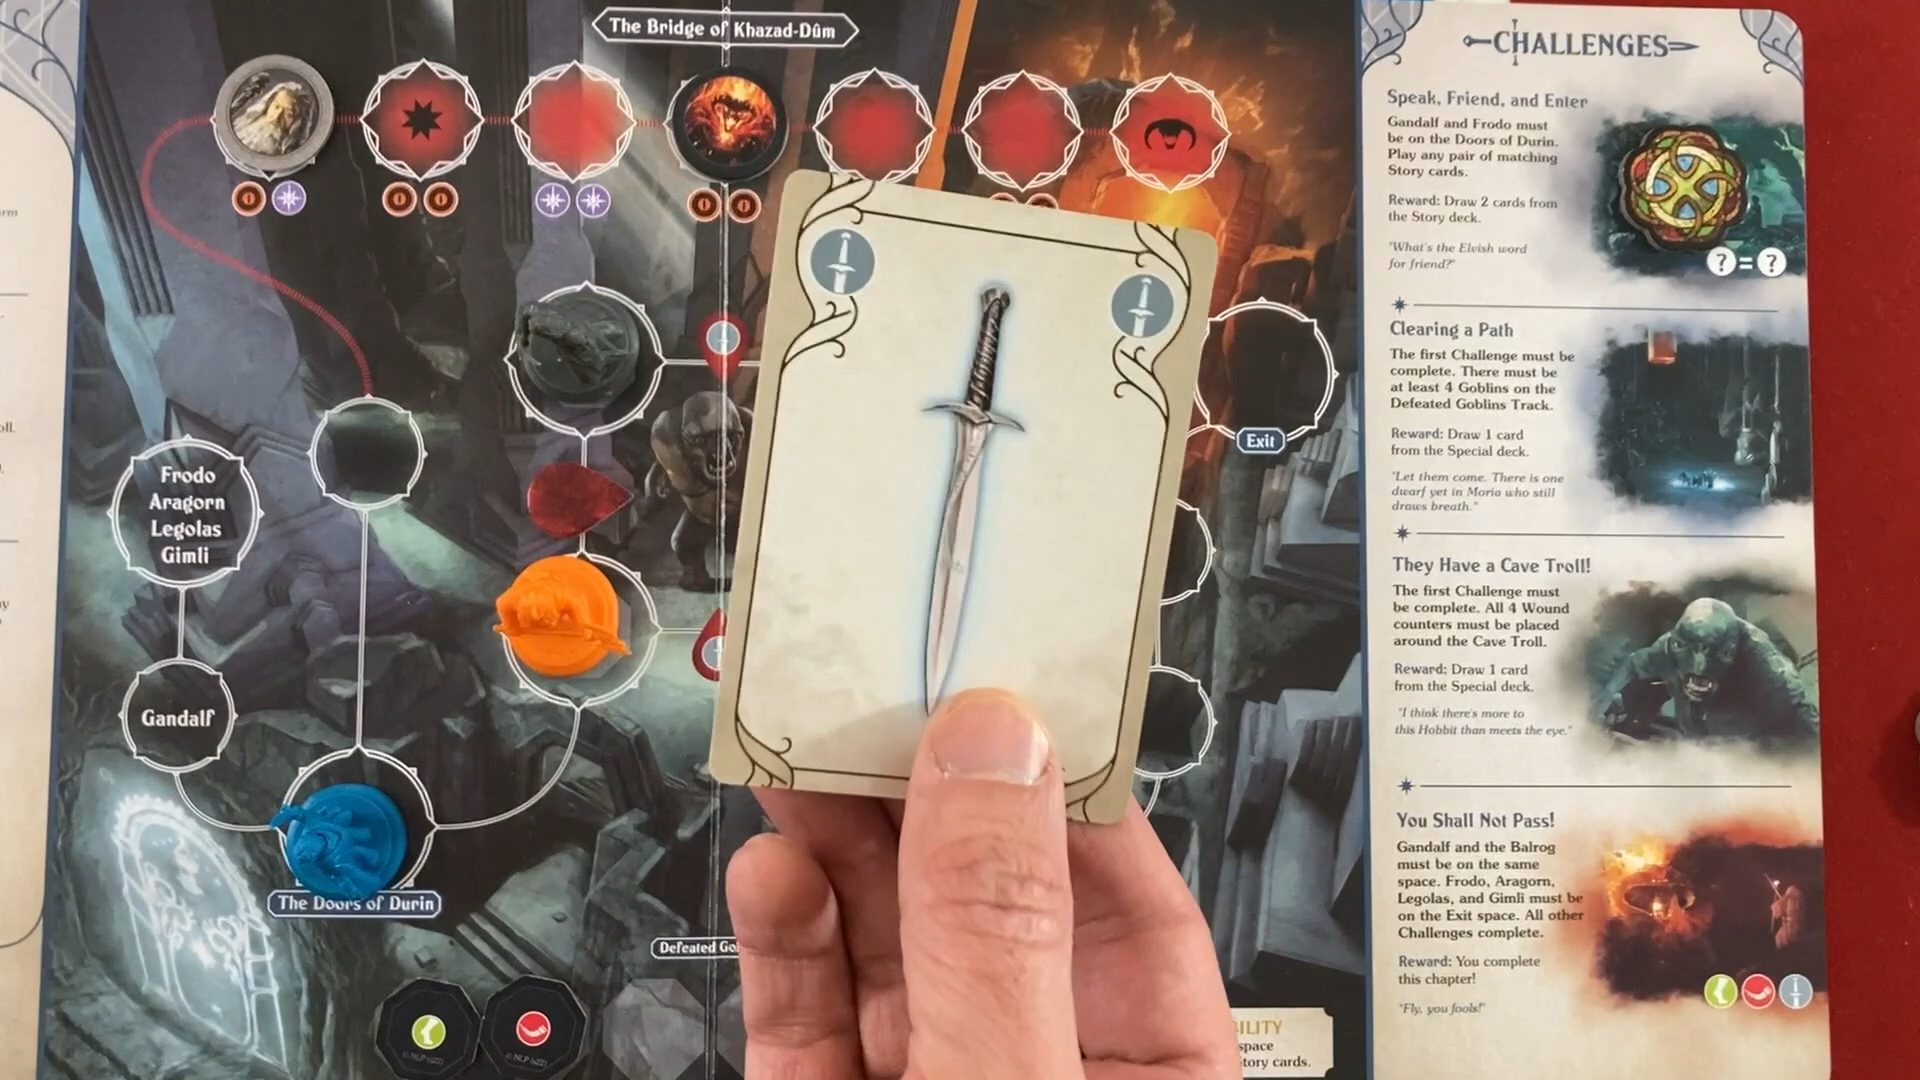 The Bridge of Khazad-Dûm
Frodo
Aragorn
Legolas
Gimli
Gandalf
The Doors of Durin
Exit
Defeated
space
tory cards.
CHALLENGES
Speak, Friend, and Enter
Gandalf and Frodo must
be on the Doors of Durin.
Play any pair of matching
Story cards.
Reward: Draw 2 cards from
the Story deck.
"What's the Elvish word
for friend?"
? = ?
Clearing a Path
The first Challenge must be
complete. There must be
at least 4 Goblins on the
Defeated Goblins Track.
Reward: Draw 1 card
from the Special deck.
"Let them come. There is one
dwarf yet in Moria who still
draws breath."
They Have a Cave Troll!
The first Challenge must
be complete. All 4 Wound
counters must be placed
around the Cave Troll.
Reward: Draw 1 card
from the Special deck.
"I think there's more to
this Hobbit than meets the eye."
You Shall Not Pass!
Gandalf and the Balrog
must be on the same
space. Frodo, Aragorn,
Legolas, and Gimli must be
on the Exit space. All other
Challenges complete.
Reward: You complete
this chapter!
"Fly, you fools!"